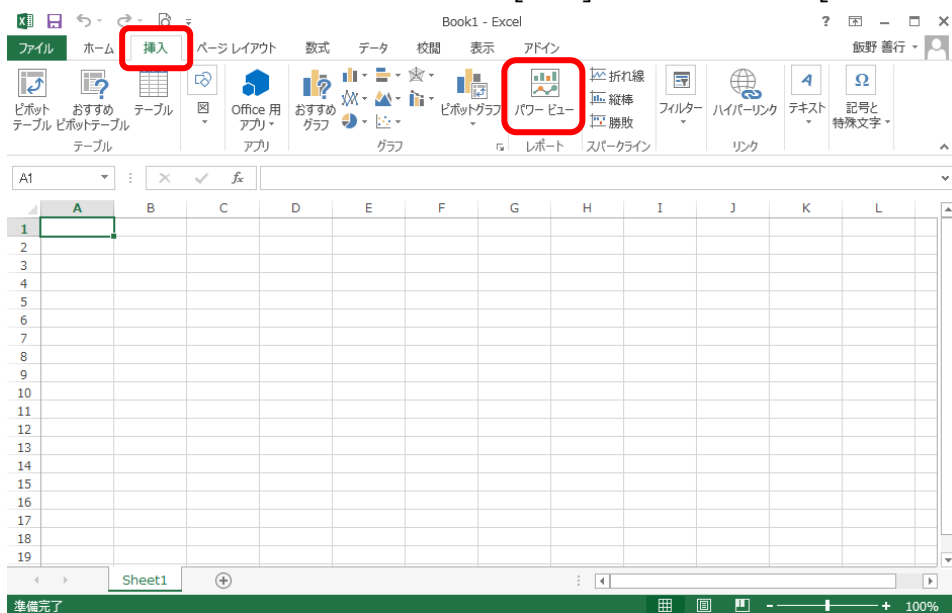 Book1 - Excel
?
ファイル ホーム 挿入 ページ レイアウト 数式 データ 校閲 表示 アドイン 飯野 善行
ピボット
テーブル
おすすめ
ピボットテーブル
テーブル
図
Office 用
アプリ
おすすめ
グラフ
ピボットグラフ
パワー ビュー
折れ線
縦棒
勝敗
フィルター
ハイパーリンク
テキスト
記号と
特殊文字
テーブル アプリ グラフ レポート スパークライン リンク
A1 fx
A B C D E F G H I J K L
1
2
3
4
5
6
7
8
9
10
11
12
13
14
15
16
17
18
19
Sheet1
準備完了 100%